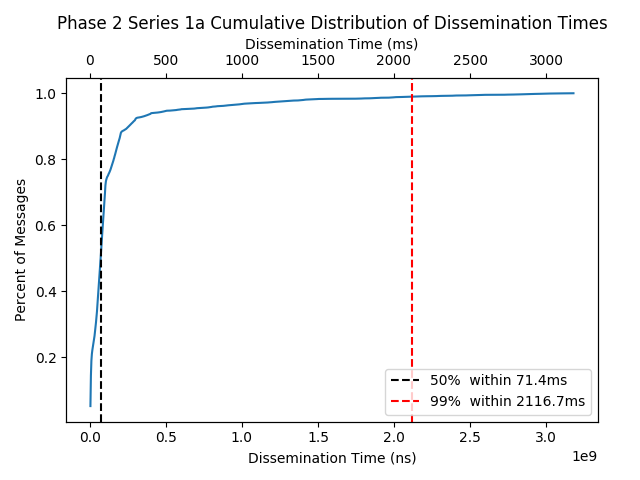 Phase 2 Series 1a Cumulative Distribution of Dissemination Times
Dissemination Time (ms)
0 500 1000 1500 2000 2500 3000
Percent of Messages
1.0
0.8
0.6
0.4
0.2
50%  within 71.4ms
99%  within 2116.7ms
0.0 0.5 1.0 1.5 2.0 2.5 3.0
1e9
Dissemination Time (ns)